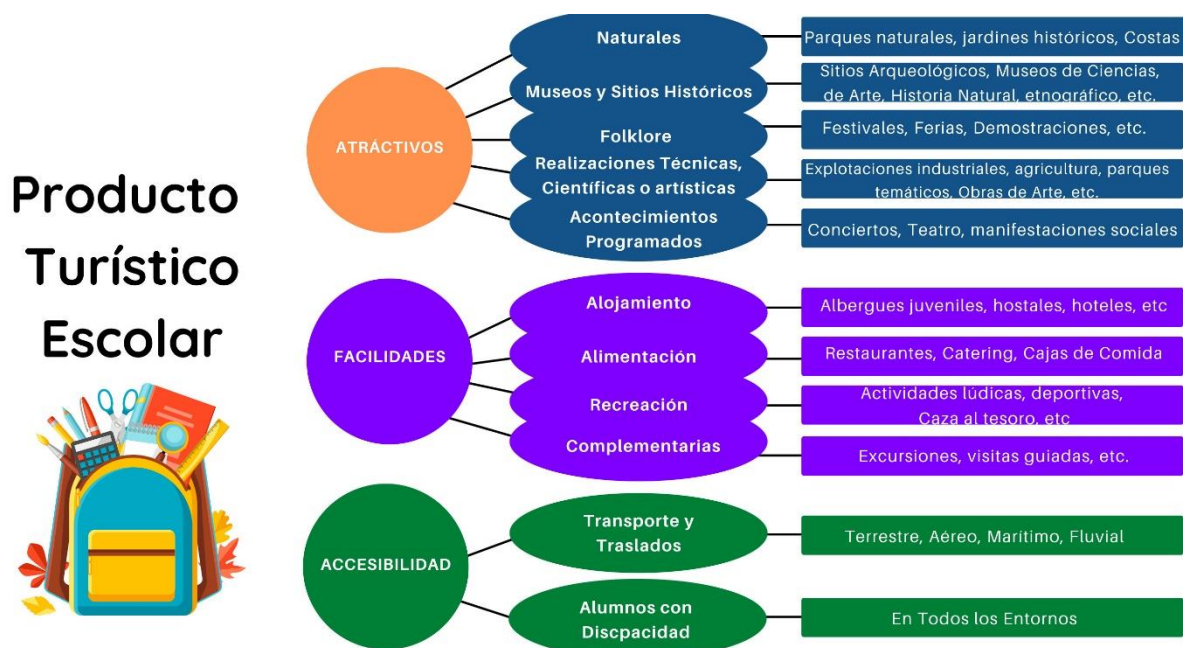 Producto
Turístico
Escolar
ATRÁCTIVOS
Naturales
Parques naturales, jardines históricos, Costas
Museos y Sitios Históricos
Sitios Arqueológicos, Museos de Ciencias,
de Arte, Historia Natural, etnográfico, etc.
Folklore
Festivales, Ferias, Demostraciones, etc.
Realizaciones Técnicas,
Científicas o artísticas
Explotaciones industriales, agricultura, parques
temáticos, Obras de Arte, etc.
Acontecimientos
Programados
Conciertos, Teatro, manifestaciones sociales
FACILIDADES
Alojamiento
Albergues juveniles, hostales, hoteles, etc
Alimentación
Restaurantes, Catering, Cajas de Comida
Recreación
Actividades lúdicas, deportivas,
Caza al tesoro, etc
Complementarias
Excursiones, visitas guiadas, etc.
ACCESIBILIDAD
Transporte y
Traslados
Terrestre, Aéreo, Marítimo, Fluvial
Alumnos con
Discpacidad
En Todos los Entornos